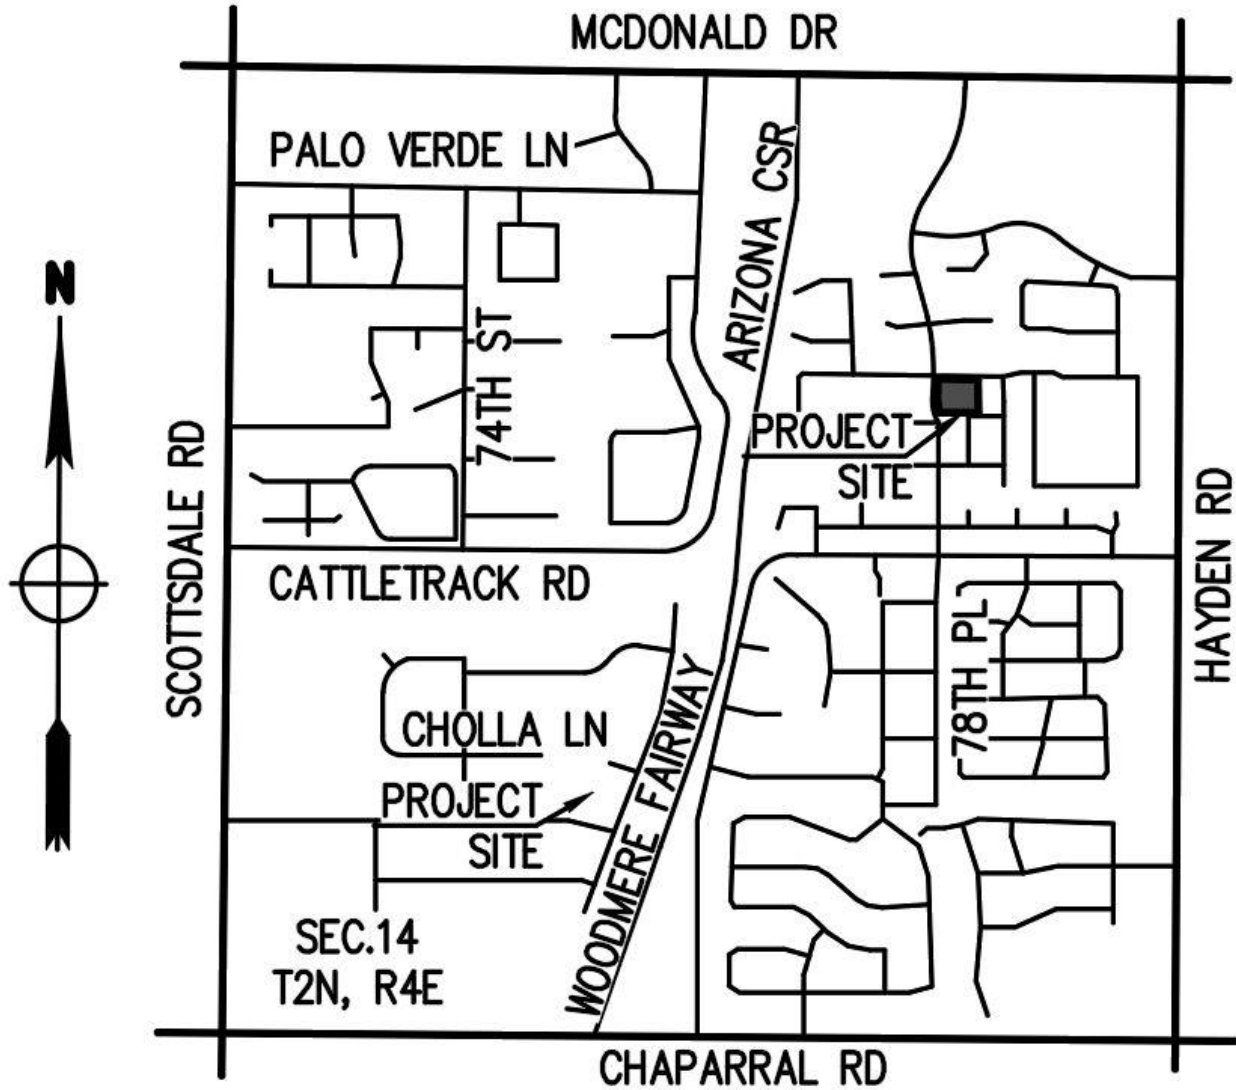 MCDONALD DR
PALO VERDE LN
ARIZONA CSR
N
74TH ST
PROJECT
SITE
SCOTTSDALE RD
HAYDEN RD
CATTLETRACK RD
78TH PL
CHOLLA LN
WOODMERE FAIRWAY
PROJECT
SITE
SEC.14
T2N, R4E
CHAPARRAL RD